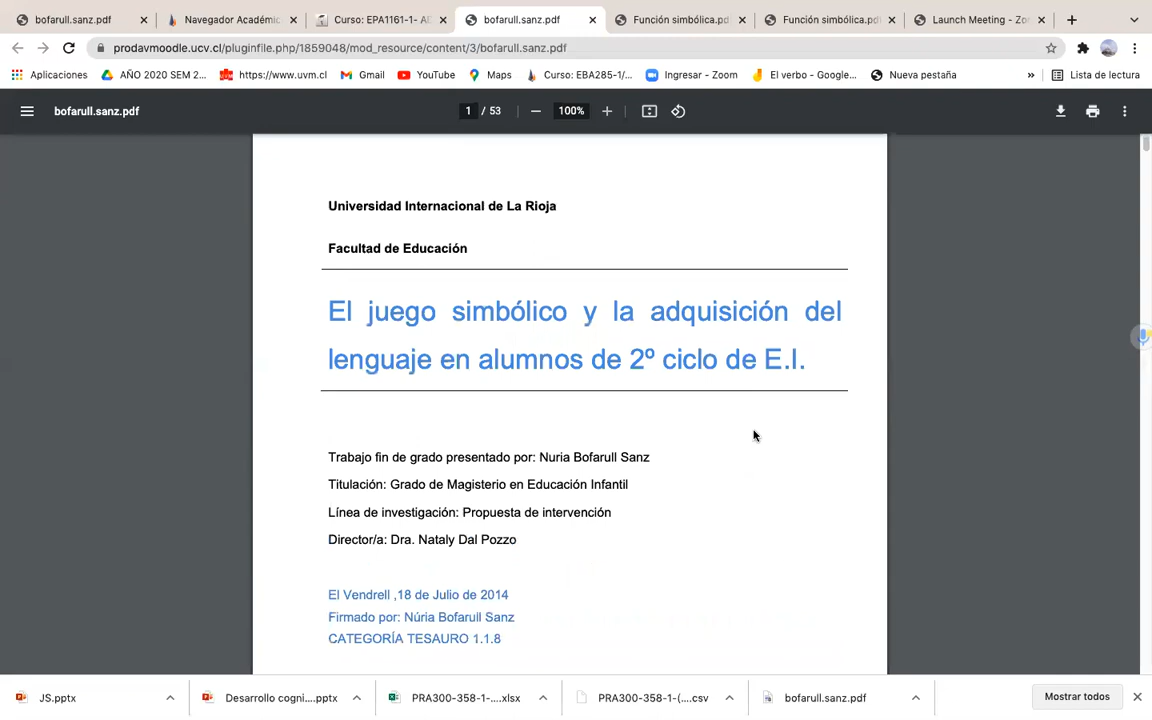 bofarull.sanz.pdf
Navegador Académic
Curso: EPA1161-1- A
bofarull.sanz.pdf
Función simbólica.pd
Función simbólica.pd
Launch Meeting - Zo
prodavmoodle.ucv.cl/pluginfile.php/1859048/mod_resource/content/3/bofarull.sanz.pdf
Aplicaciones
AÑO 2020 SEM 2...
https://www.uvm.cl
Gmail
YouTube
Maps
Curso: EBA285-1/...
Ingresar - Zoom
El verbo - Google...
Nueva pestaña
»
Lista de lectura
bofarull.sanz.pdf
1 / 53
100%
Universidad Internacional de La Rioja
Facultad de Educación
El juego simbólico y la adquisición del
lenguaje en alumnos de 2º ciclo de E.I.
Trabajo fin de grado presentado por: Nuria Bofarull Sanz
Titulación: Grado de Magisterio en Educación Infantil
Línea de investigación: Propuesta de intervención
Director/a: Dra. Nataly Dal Pozzo
El Vendrell ,18 de Julio de 2014
Firmado por: Núria Bofarull Sanz
CATEGORÍA TESAURO 1.1.8
JS.pptx
Desarrollo cogni....pptx
PRA300-358-1-....xlsx
PRA300-358-1-(....csv
bofarull.sanz.pdf
Mostrar todos